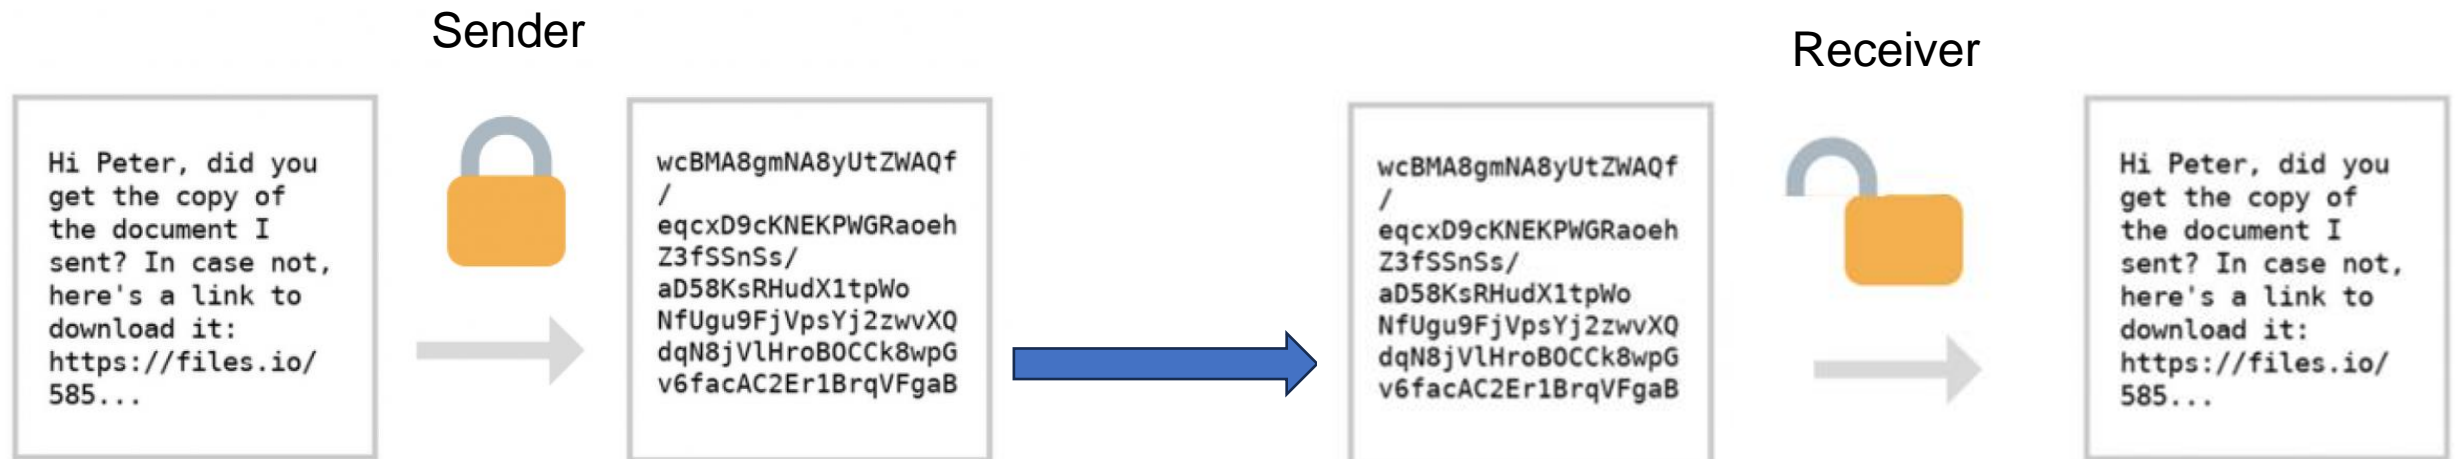 Sender
Receiver
Hi Peter, did you
get the copy of
the document I
sent? In case not,
here's a link to
download it:
https://files.io/
585...
wcBMA8gmNA8yUtZWAQf
/
eqcxD9cKNEKPWGRaoeh
Z3fSSnSs/
aD58KsRHudX1tpWo
NfUgu9FjVpsYj2zwvXQ
dqN8jVlHroBOCCk8wpG
v6facAC2Er1BrqVFgaB
wcBMA8gmNA8yUtZWAQf
/
eqcxD9cKNEKPWGRaoeh
Z3fSSnSs/
aD58KsRHudX1tpWo
NfUgu9FjVpsYj2zwvXQ
dqN8jVlHroBOCCk8wpG
v6facAC2Er1BrqVFgaB
Hi Peter, did you
get the copy of
the document I
sent? In case not,
here's a link to
download it:
https://files.io/
585...